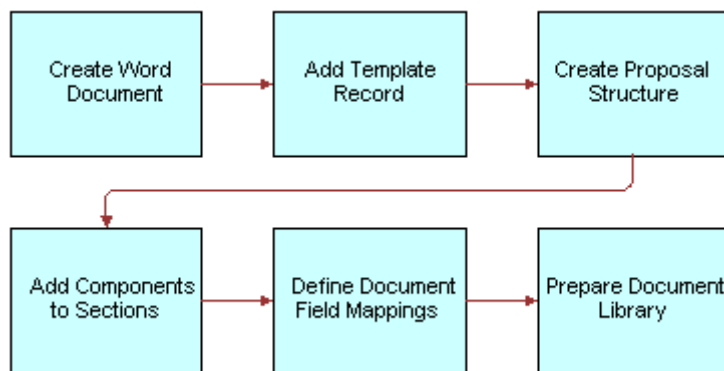 Create Word
Document
Add Template
Record
Create Proposal
Structure
Add Components
to Sections
Define Document
Field Mappings
Prepare Document
Library